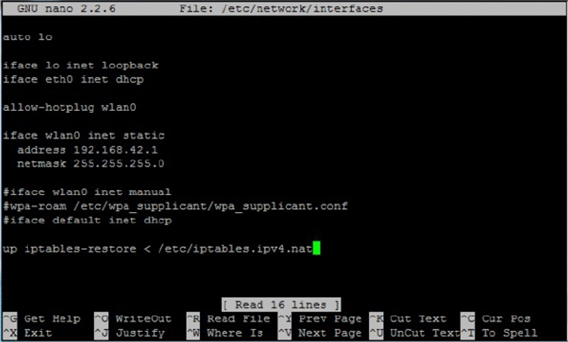 GNU nano 2.2.6 File: /etc/network/interfaces
auto lo
iface lo inet loopback
iface eth0 inet dhcp
allow-hotplug wlan0
iface wlan0 inet static
address 192.168.42.1
netmask 255.255.255.0
#iface wlan0 inet manual
#wpa-roam /etc/wpa_supplicant/wpa_supplicant.conf
#iface default inet dhcp
up iptables-restore < /etc/iptables.ipv4.nat
[ Read 16 lines ]
^G Get Help ^O WriteOut ^R Read File ^Y Prev Page ^K Cut Text ^C Cur Pos
^X Exit ^J Justify ^W Where Is ^V Next Page ^U UnCut Text ^T To Spell